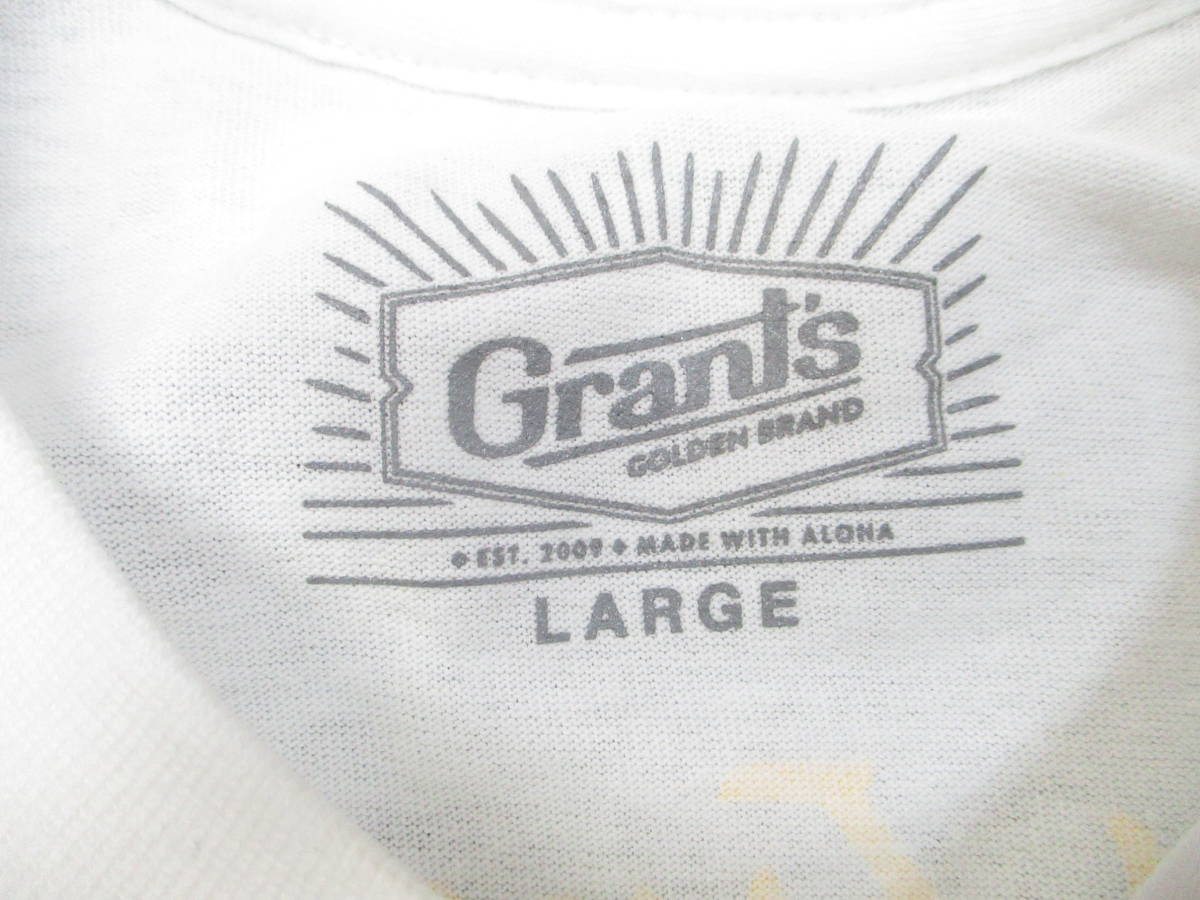 Grant's
GOLDEN BRAND
EST. 2009 + MADE WITH ALOHA
LARGE